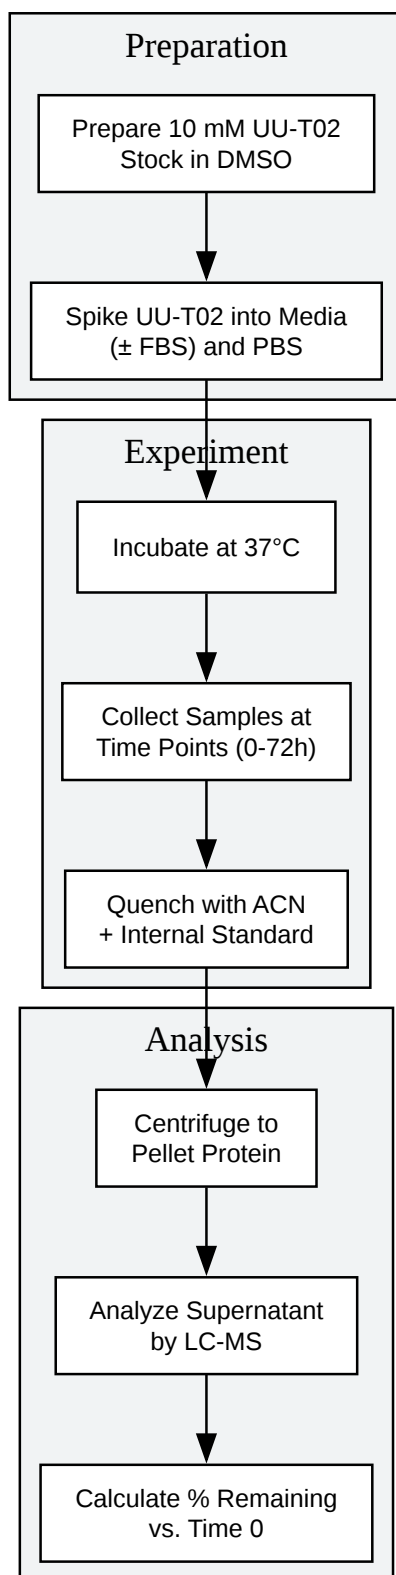 Preparation
Prepare 10 mM UU-T02
Stock in DMSO
Spike UU-T02 into Media
(± FBS) and PBS
Experiment
Incubate at 37°C
Collect Samples at
Time Points (0-72h)
Quench with ACN
+ Internal Standard
Analysis
Centrifuge to
Pellet Protein
Analyze Supernatant
by LC-MS
Calculate % Remaining
vs. Time 0